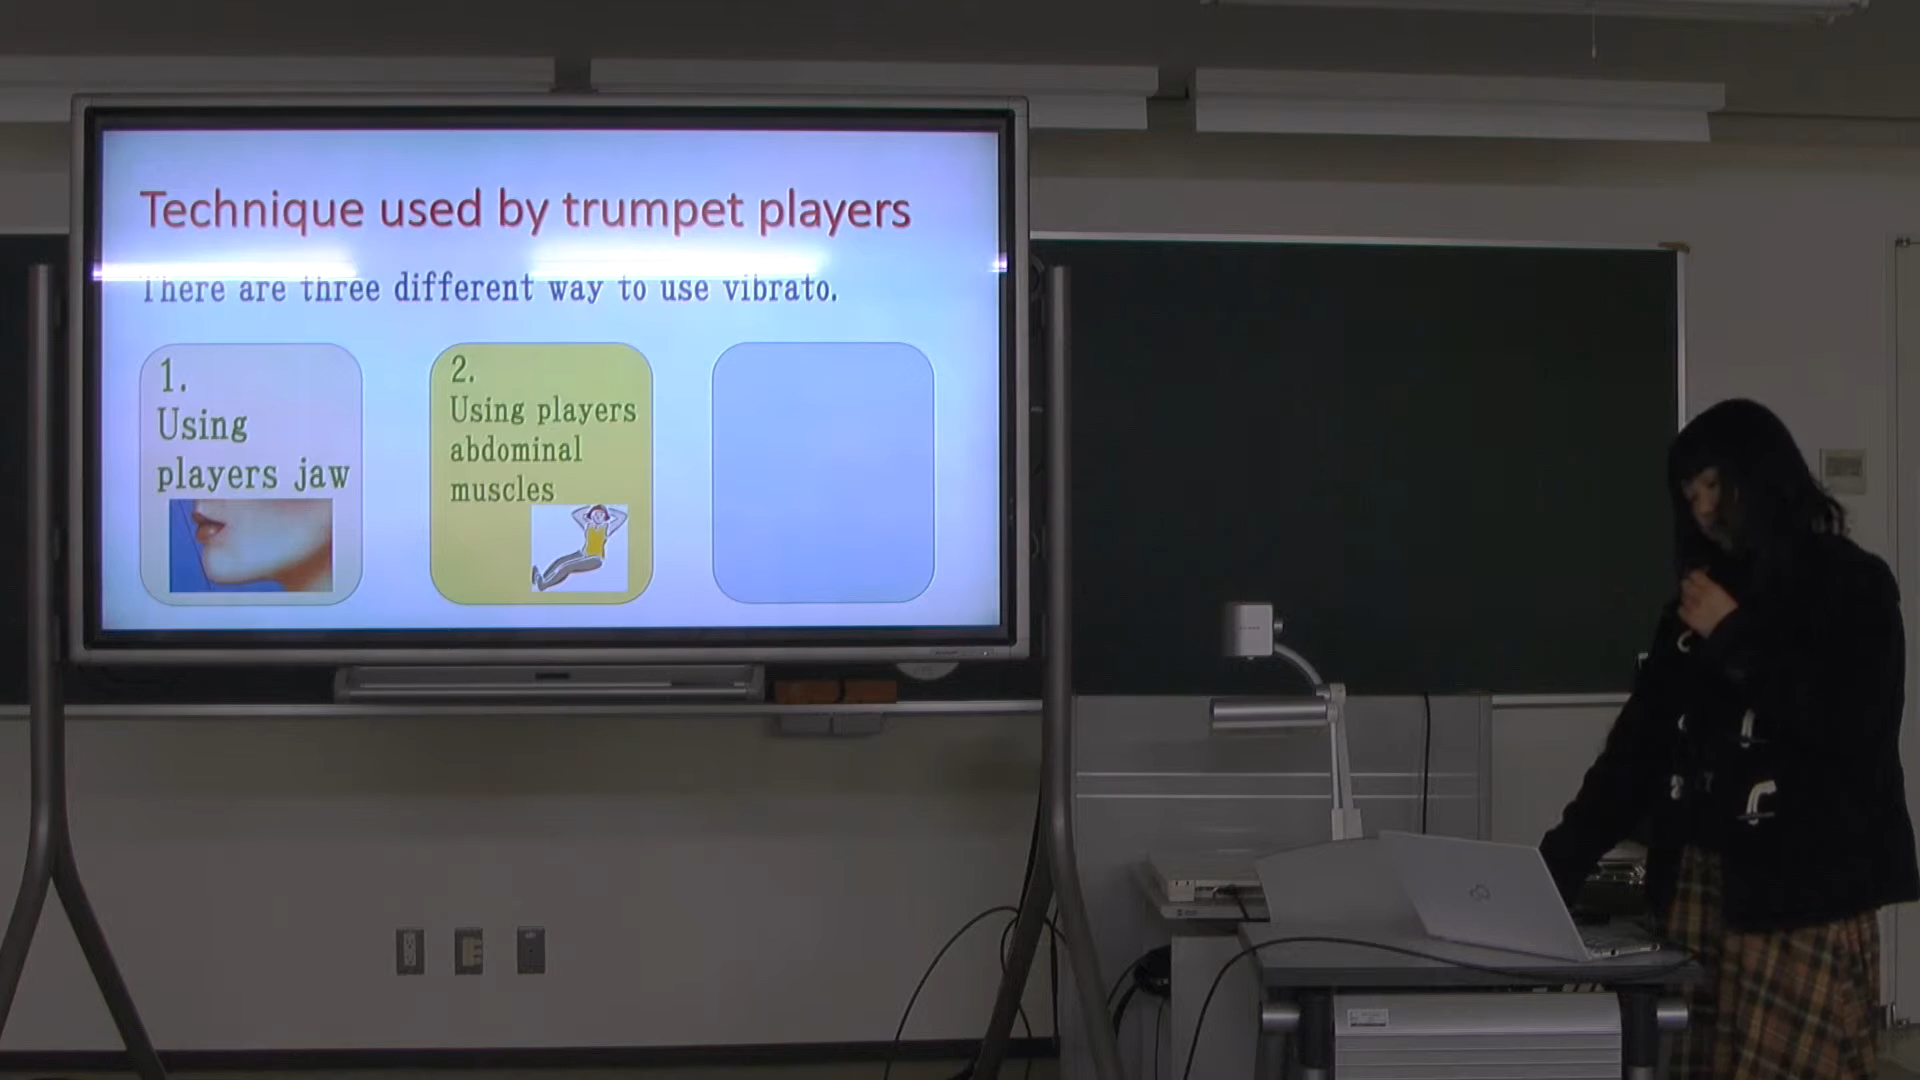 Technique used by trumpet players
There are three different way to use vibrato.
1.
Using
players jaw
2.
Using players
abdominal
muscles